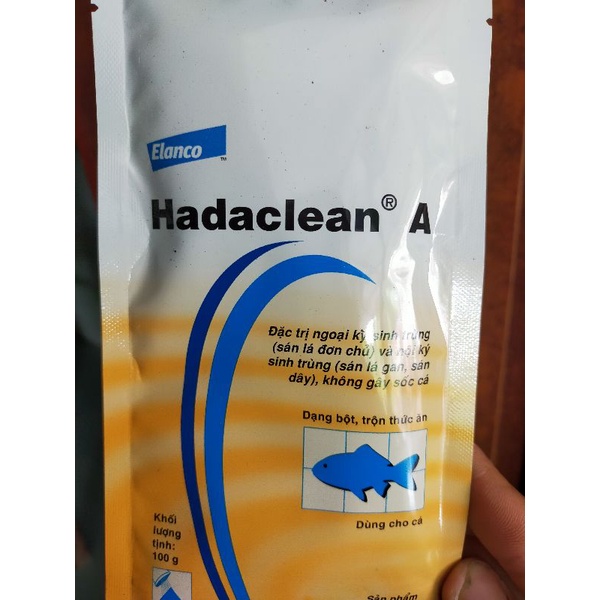 Elanco™
Hadaclean® A
Đặc trị ngoại ký sinh trùng
(sán lá đơn chủ) và nội ký
sinh trùng (sán lá gan, sán
dây), không gây sốc cá
Dạng bột, trộn thức ăn
Dùng cho cá
Khối
lượng
tịnh:
100 g
Sản phẩm